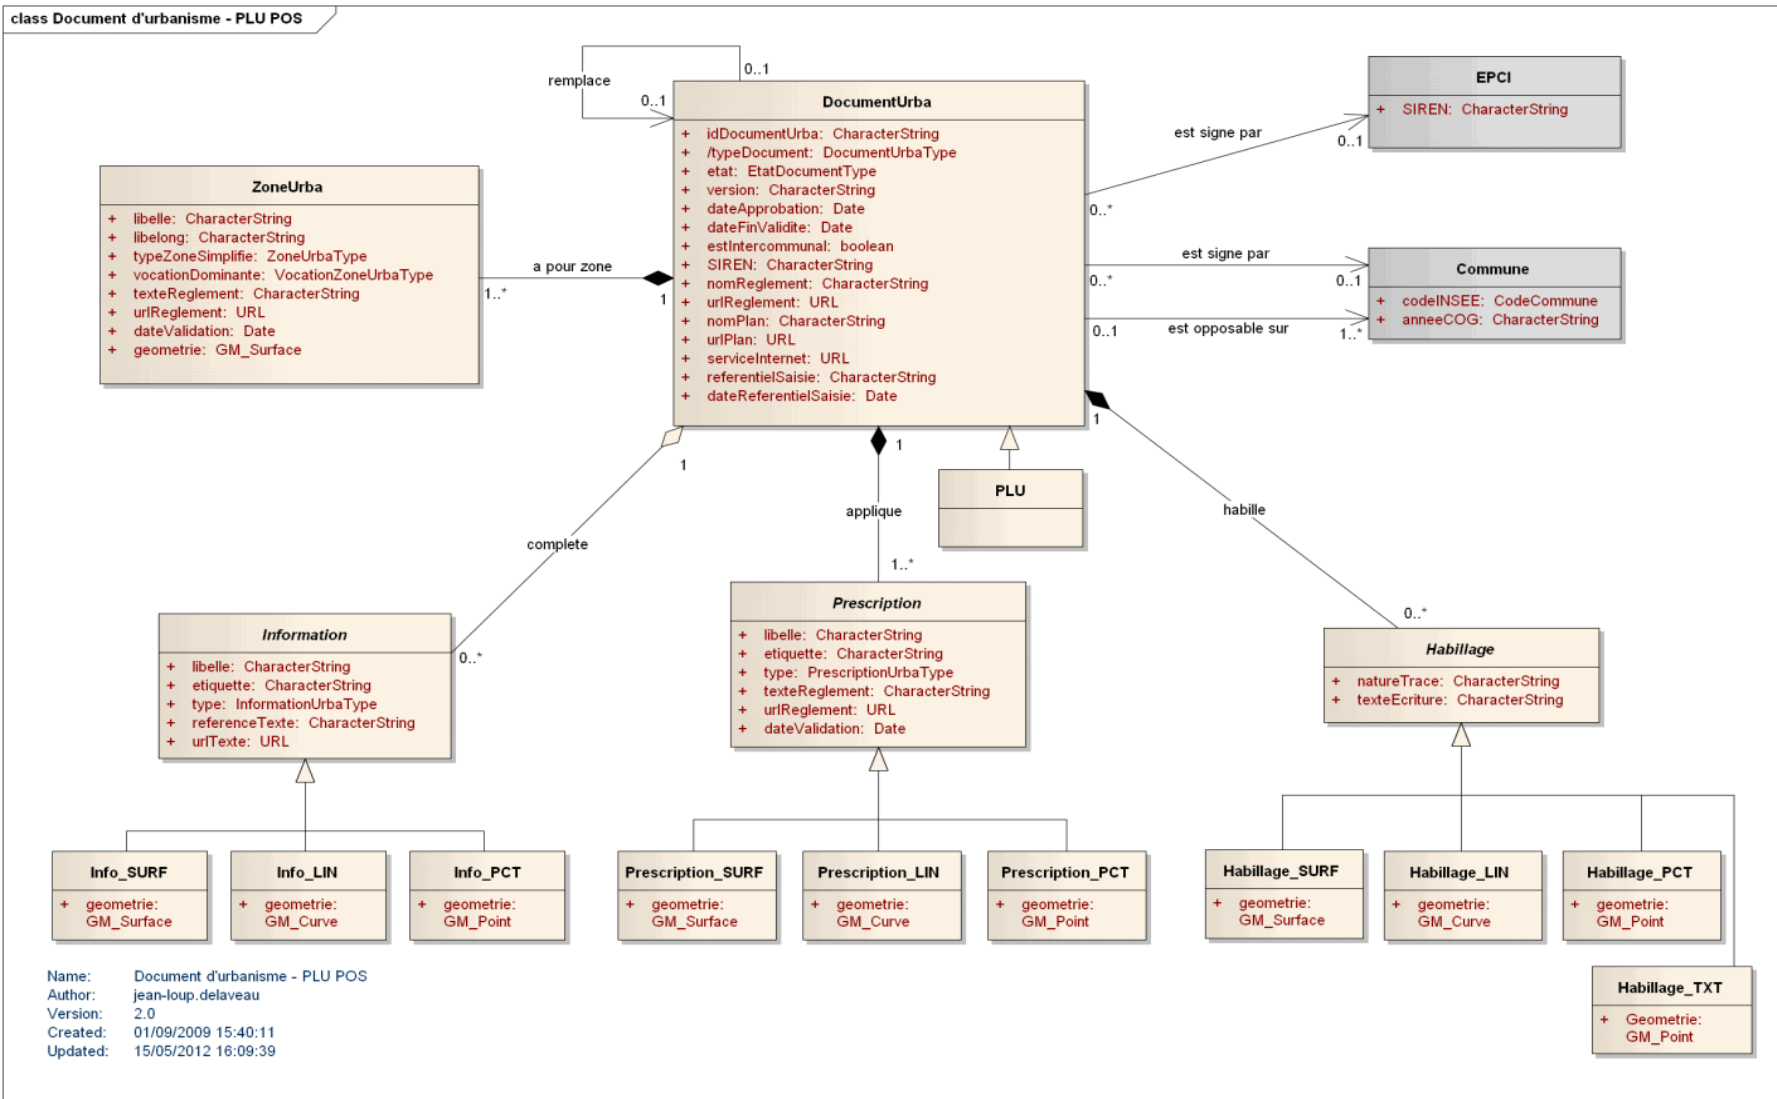 class Document d'urbanisme - PLU POS
remplace
0..1
0..1
DocumentUrba
+ idDocumentUrba: CharacterString
+ /typeDocument: DocumentUrbaType
+ etat: EtatDocumentType
+ version: CharacterString
+ dateApprobation: Date
+ dateFinValidite: Date
+ estIntercommunal: boolean
+ SIREN: CharacterString
+ nomReglement: CharacterString
+ urlReglement: URL
+ nomPlan: CharacterString
+ urlPlan: URL
+ serviceInternet: URL
+ referentielSaisie: CharacterString
+ dateReferentielSaisie: Date
EPCI
+ SIREN: CharacterString
est signe par
0..1
0..*
est signe par
0..*
0..1
Commune
+ codeINSEE: CodeCommune
+ anneeCOG: CharacterString
0..1
est opposable sur
1..*
ZoneUrba
+ libelle: CharacterString
+ libelong: CharacterString
+ typeZoneSimplifie: ZoneUrbaType
+ vocationDominante: VocationZoneUrbaType
+ texteReglement: CharacterString
+ urlReglement: URL
+ dateValidation: Date
+ geometrie: GM_Surface
a pour zone
1..*
1
1
complete
0..*
1
applique
1..*
PLU
1
habille
0..*
Information
+ libelle: CharacterString
+ etiquette: CharacterString
+ type: InformationUrbaType
+ referenceTexte: CharacterString
+ urlTexte: URL
Prescription
+ libelle: CharacterString
+ etiquette: CharacterString
+ type: PrescriptionUrbaType
+ texteReglement: CharacterString
+ urlReglement: URL
+ dateValidation: Date
Habillage
+ natureTrace: CharacterString
+ texteEcriture: CharacterString
Info_SURF
+ geometrie:
GM_Surface
Info_LIN
+ geometrie:
GM_Curve
Info_PCT
+ geometrie:
GM_Point
Prescription_SURF
+ geometrie:
GM_Surface
Prescription_LIN
+ geometrie:
GM_Curve
Prescription_PCT
+ geometrie:
GM_Point
Habillage_SURF
+ geometrie:
GM_Surface
Habillage_LIN
+ geometrie:
GM_Curve
Habillage_PCT
+ geometrie:
GM_Point
Habillage_TXT
+ Geometrie:
GM_Point
Name: Document d'urbanisme - PLU POS
Author: jean-loup.delaveau
Version: 2.0
Created: 01/09/2009 15:40:11
Updated: 15/05/2012 16:09:39